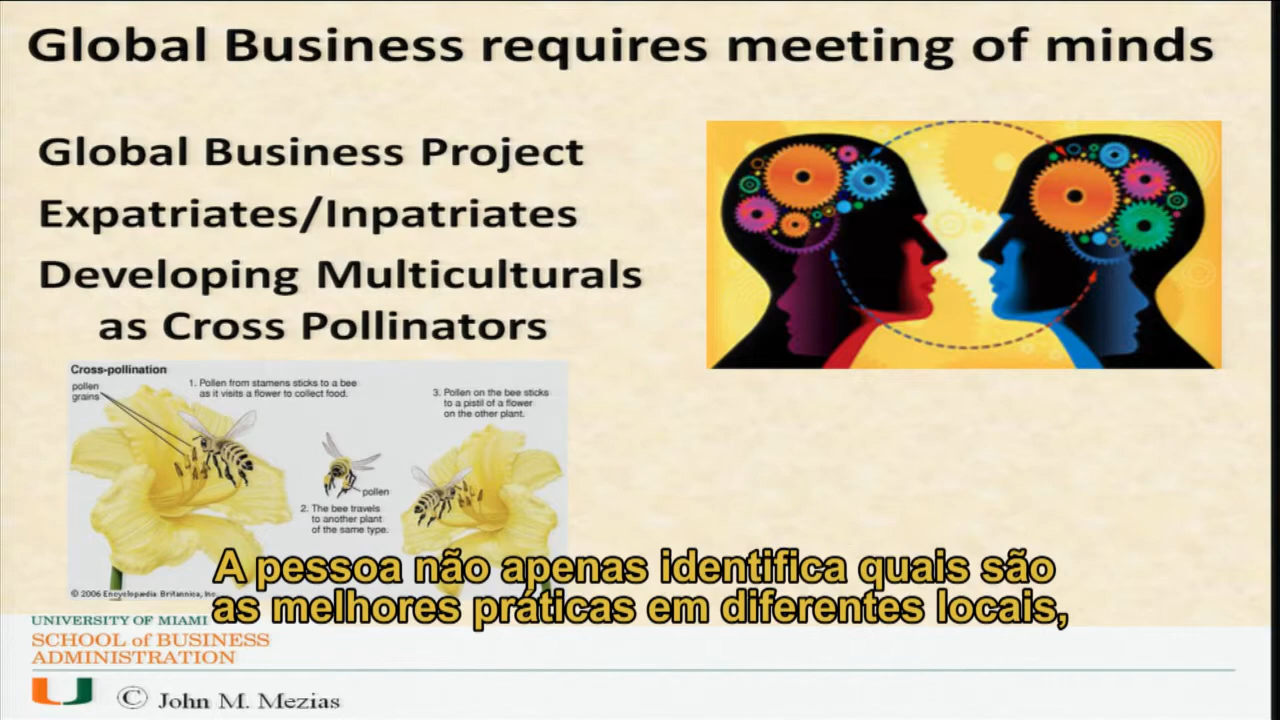 Global Business requires meeting of minds
Global Business Project
Expatriates/Inpatriates
Developing Multiculturals
as Cross Pollinators
Cross-pollination
pollen
grains
1. Pollen from stamens sticks to a bee
as it visits a flower to collect food.
3. Pollen on the bee sticks
to a pistil of a flower
on the other plant.
pollen
2. The bee travels
to another plant
of the same type.
© 2006 Encyclopædia Britannica, Inc.
A pessoa não apenas identifica quais são
as melhores práticas em diferentes locais,
UNIVERSITY OF MIAMI
SCHOOL of BUSINESS
ADMINISTRATION
© John M. Mezias